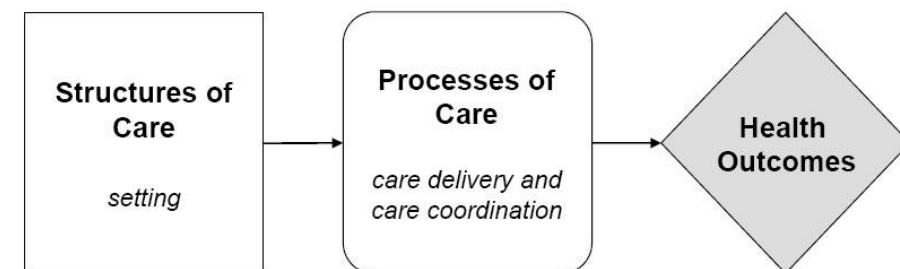 Structures of
Care
setting
Processes of
Care
care delivery and
care coordination
Health
Outcomes